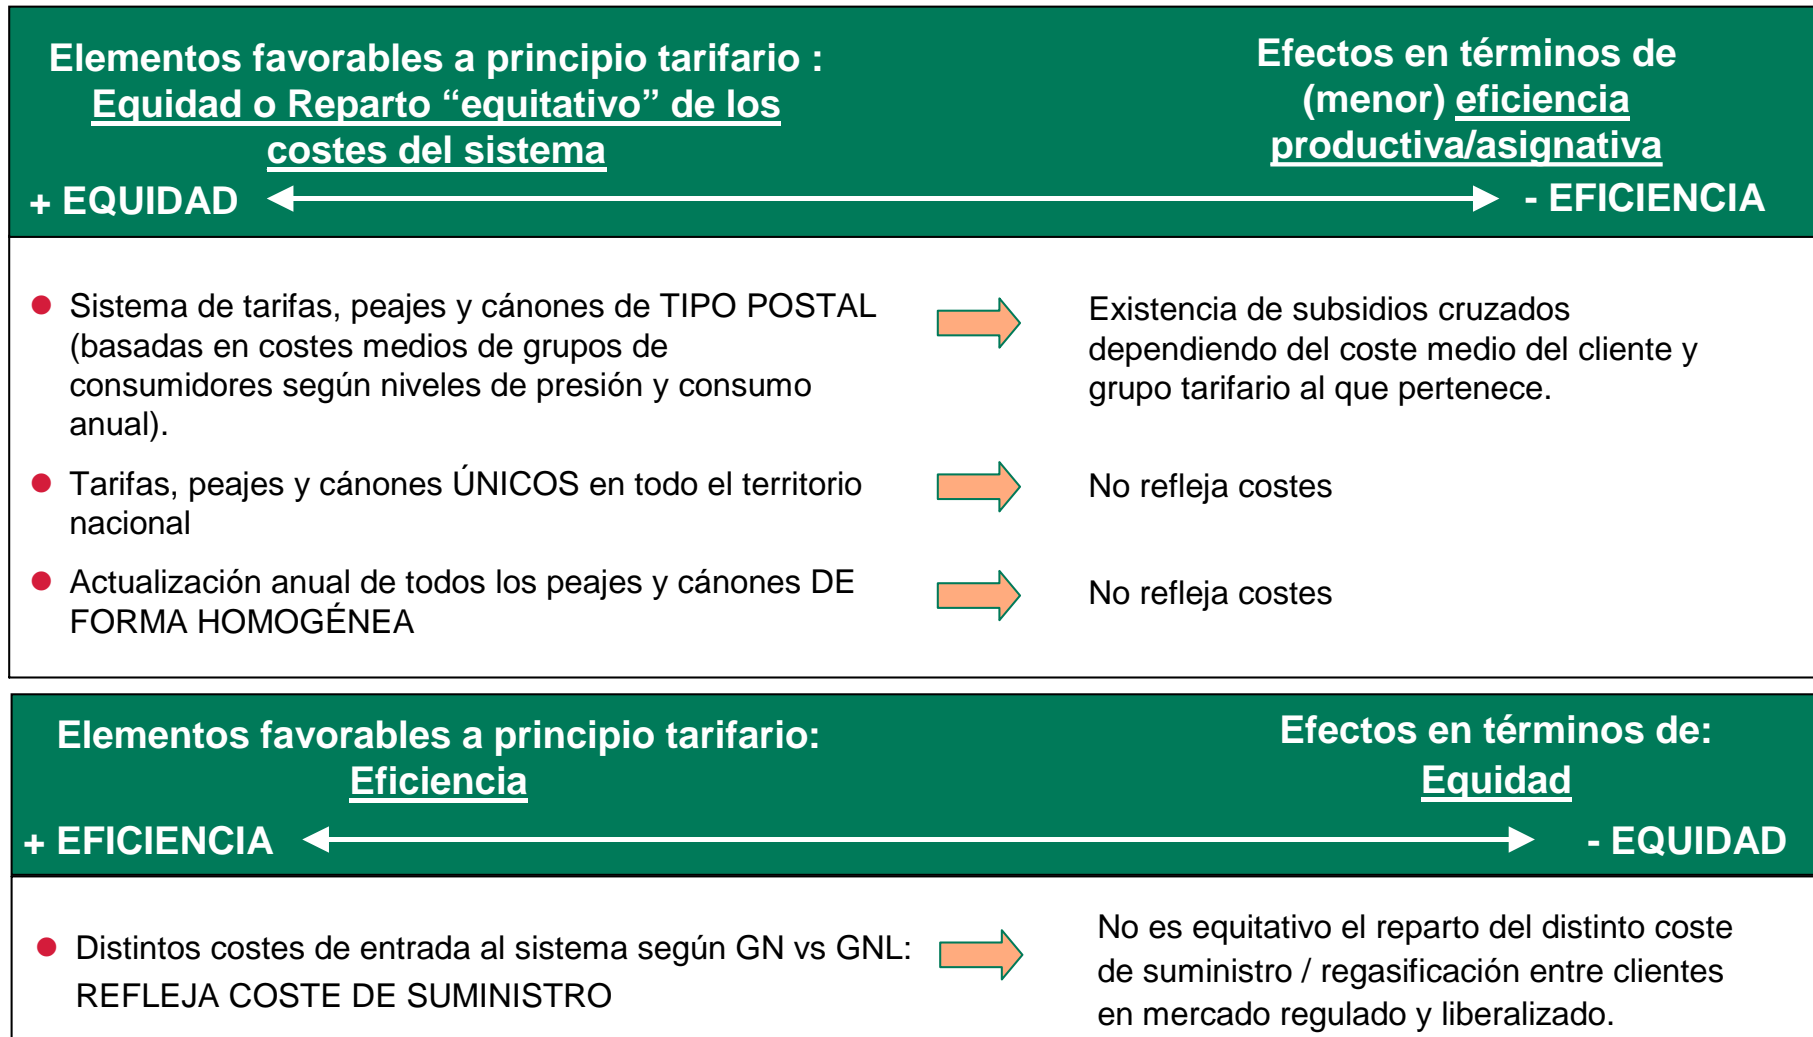 Elementos favorables a principio tarifario :
Equidad o Reparto “equitativo” de los
costes del sistema
Efectos en términos de
(menor) eficiencia
productiva/asignativa
+ EQUIDAD
- EFICIENCIA
Sistema de tarifas, peajes y cánones de TIPO POSTAL
(basadas en costes medios de grupos de
consumidores según niveles de presión y consumo
anual).
Existencia de subsidios cruzados
dependiendo del coste medio del cliente y
grupo tarifario al que pertenece.
Tarifas, peajes y cánones ÚNICOS en todo el territorio
nacional
No refleja costes
Actualización anual de todos los peajes y cánones DE
FORMA HOMOGÉNEA
No refleja costes
Elementos favorables a principio tarifario:
Eficiencia
Efectos en términos de:
Equidad
+ EFICIENCIA
- EQUIDAD
Distintos costes de entrada al sistema según GN vs GNL:
REFLEJA COSTE DE SUMINISTRO
No es equitativo el reparto del distinto coste
de suministro / regasificación entre clientes
en mercado regulado y liberalizado.